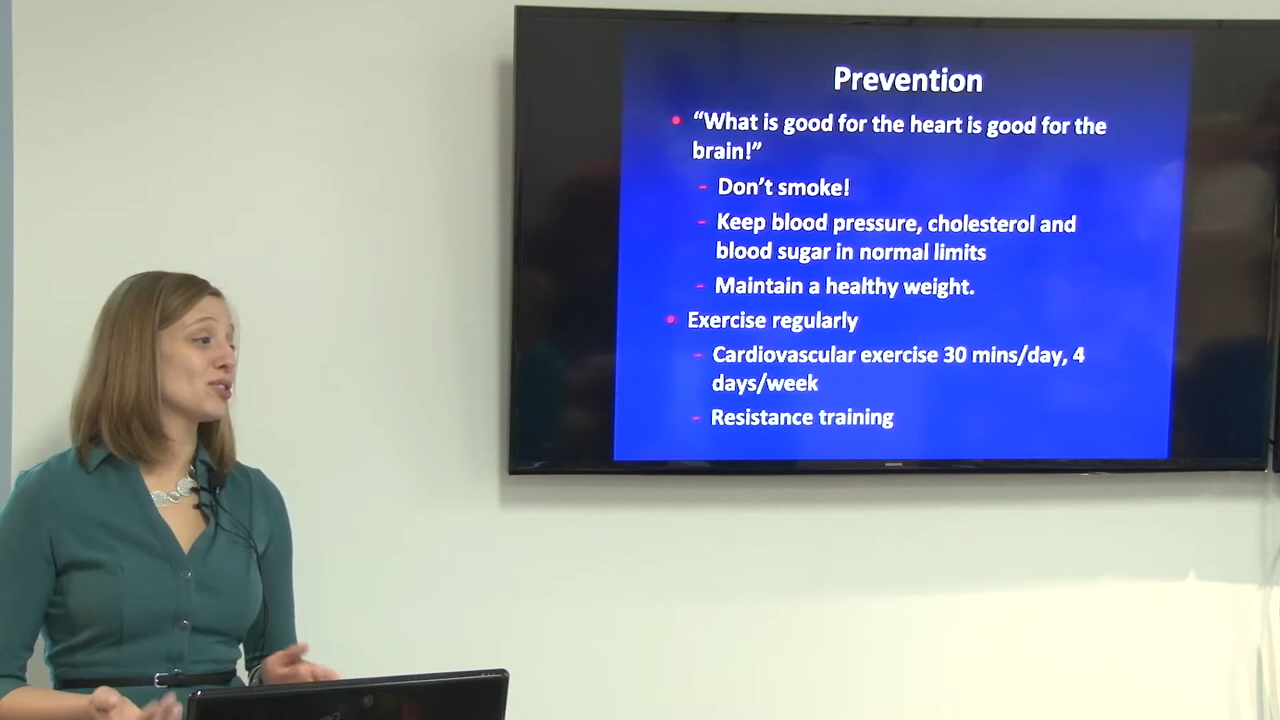 Prevention
• “What is good for the heart is good for the
brain!”
- Don’t smoke!
- Keep blood pressure, cholesterol and
blood sugar in normal limits
- Maintain a healthy weight.
• Exercise regularly
- Cardiovascular exercise 30 mins/day, 4
days/week
- Resistance training